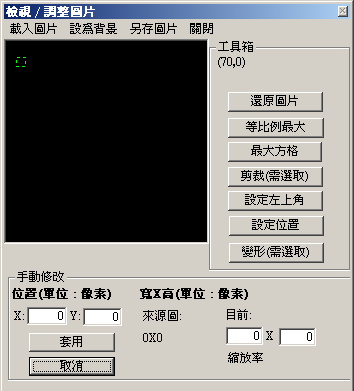 檢視 / 調整圖片
載入圖片 設為背景 另存圖片 關閉
工具箱
(70,0)
還原圖片
等比例最大
最大方格
剪裁(需選取)
設定左上角
設定位置
變形(需選取)
手動修改
位置(單位：像素) 寬X高(單位：像素)
X: 0 Y: 0 來源圖: 目前:
套用 0X0 0 X 0
取消 縮放率